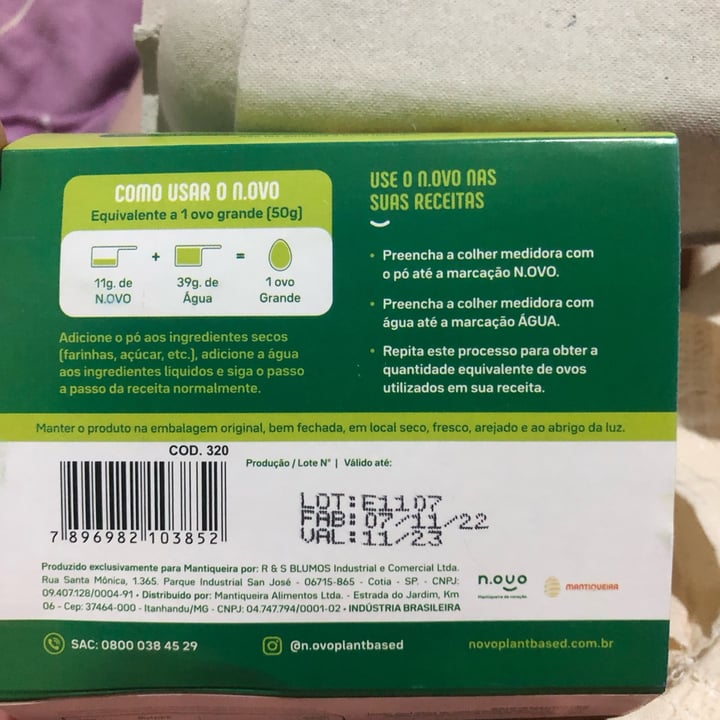 COMO USAR O N.OVO
Equivalente a 1 ovo grande (50g)
+
=
11g. de
N.OVO
39g. de
Água
1 ovo
Grande
Adicione o pó aos ingredientes secos
(farinhas, açúcar, etc.), adicione a água
aos ingredientes líquidos e siga o passo
a passo da receita normalmente.
USE O N.OVO NAS
SUAS RECEITAS
• Preencha a colher medidora com
o pó até a marcação N.OVO.
• Preencha a colher medidora com
água até a marcação ÁGUA.
• Repita este processo para obter a
quantidade equivalente de ovos
utilizados em sua receita.
Manter o produto na embalagem original, bem fechada, em local seco, fresco, arejado e ao abrigo da luz.
COD. 320
7 896982 103852
Produção / Lote N° | Válido até:
LOT:E1107
FAB: 07/11/22
VAL: 11/23
Produzido exclusivamente para Mantiqueira por: R & S BLUMOS Industrial e Comercial Ltda.
Rua Santa Mônica, 1.365. Parque Industrial San José - 06715-865 - Cotia - SP. - CNPJ:
09.407.128/0004-91 • Distribuído por: Mantiqueira Alimentos Ltda. - Estrada do Jardim, Km
06 - Cep: 37464-000 - Itanhandu/MG - CNPJ: 04.747.794/0001-02 • INDÚSTRIA BRASILEIRA
n.ovo
Mantiqueira de coração
MANTIQUEIRA
SAC: 0800 038 45 29
@n.ovoplantbased
novoplantbased.com.br